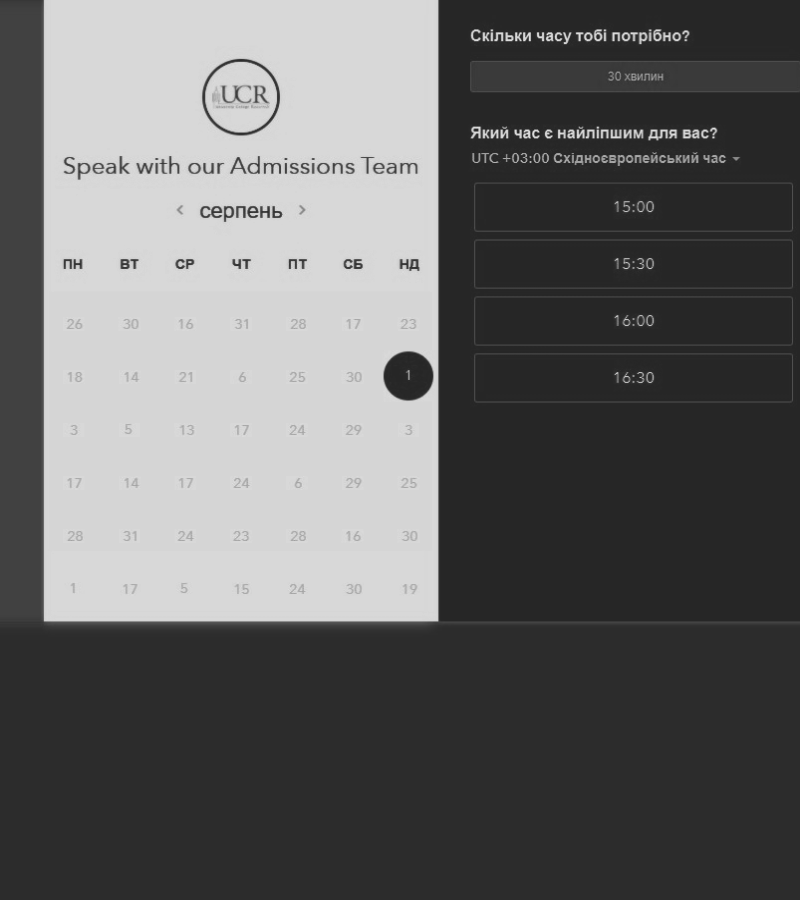 UCR
Speak with our Admissions Team
< серпень >
ПН ВТ СР ЧТ ПТ СБ НД
26 30 16 31 28 17 23
18 14 21 6 25 30 1
3 5 13 17 24 29 3
17 14 17 24 6 29 25
28 31 24 23 28 16 30
1 17 5 15 24 30 19
Скільки часу тобі потрібно?
30 хвилин
Який час є найліпшим для вас?
UTC +03:00 Східноєвропейський час
15:00
15:30
16:00
16:30